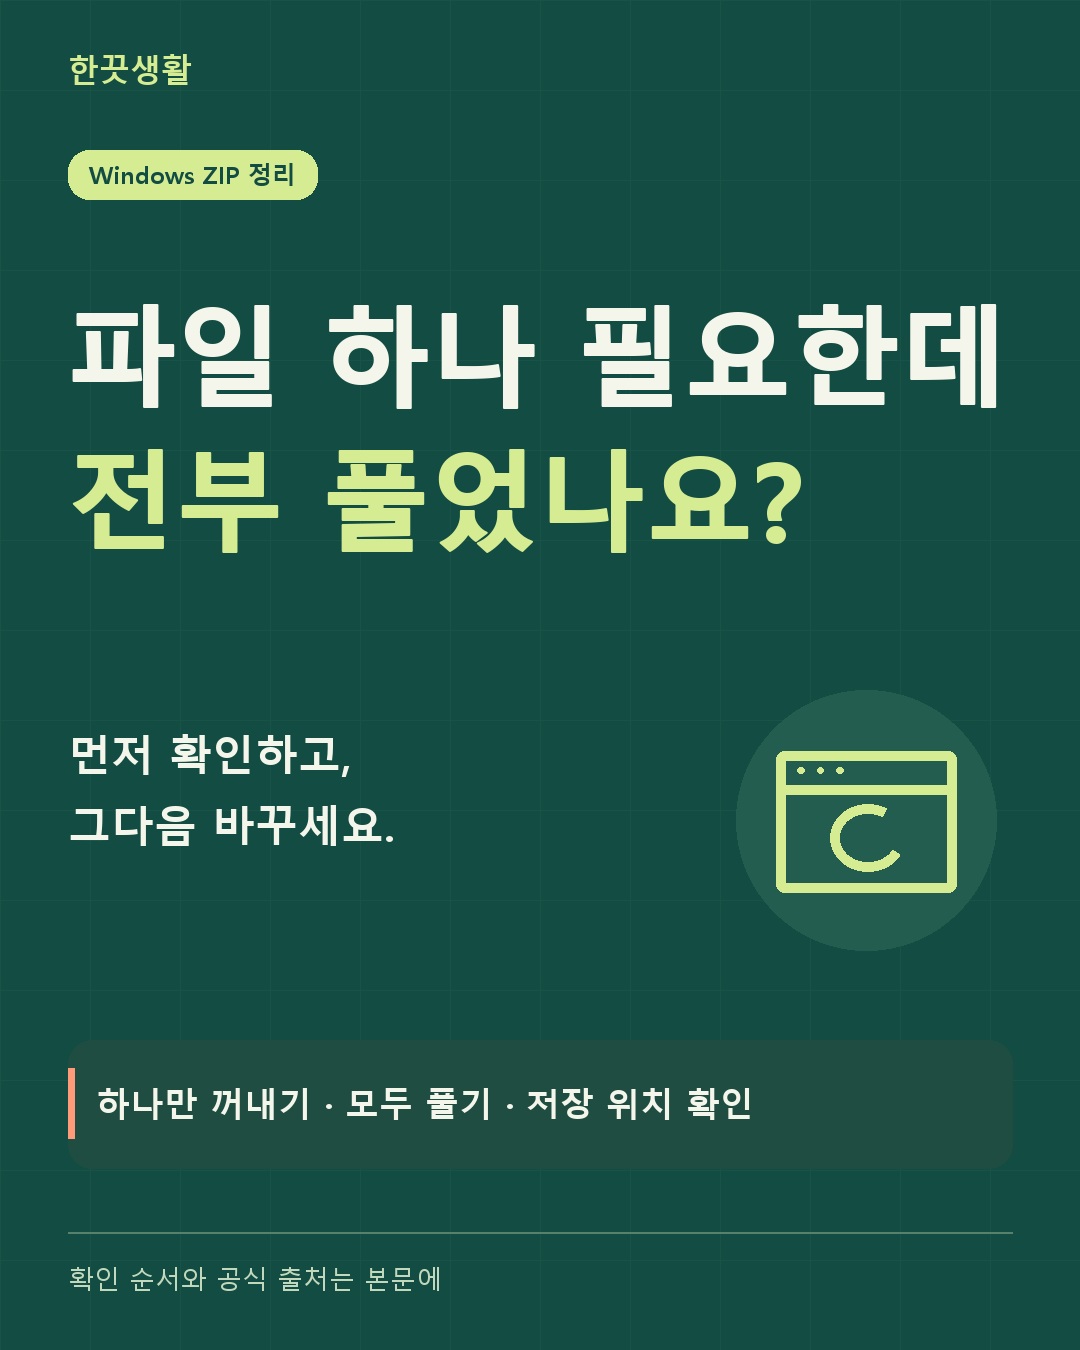 한끗생활
Windows ZIP 정리
파일 하나 필요한데
전부 풀었나요?
먼저 확인하고,
그다음 바꾸세요.
하나만 꺼내기 · 모두 풀기 · 저장 위치 확인
확인 순서와 공식 출처는 본문에